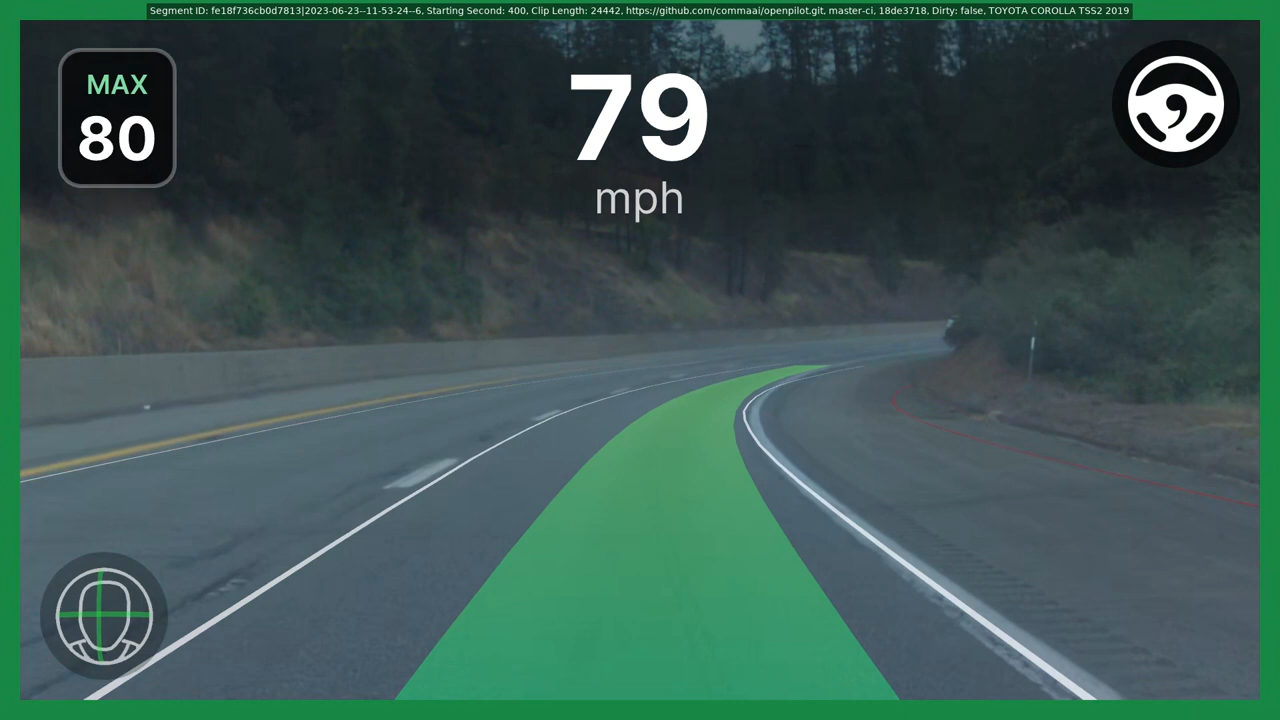 Segment ID: fe18f736cb0d7813|2023-06-23--11-53-24--6, Starting Second: 400, Clip Length: 24442, https://github.com/commaai/openpilot.git, master-ci, 18de3718, Dirty: false, TOYOTA COROLLA TSS2 2019
MAX
80
79
mph